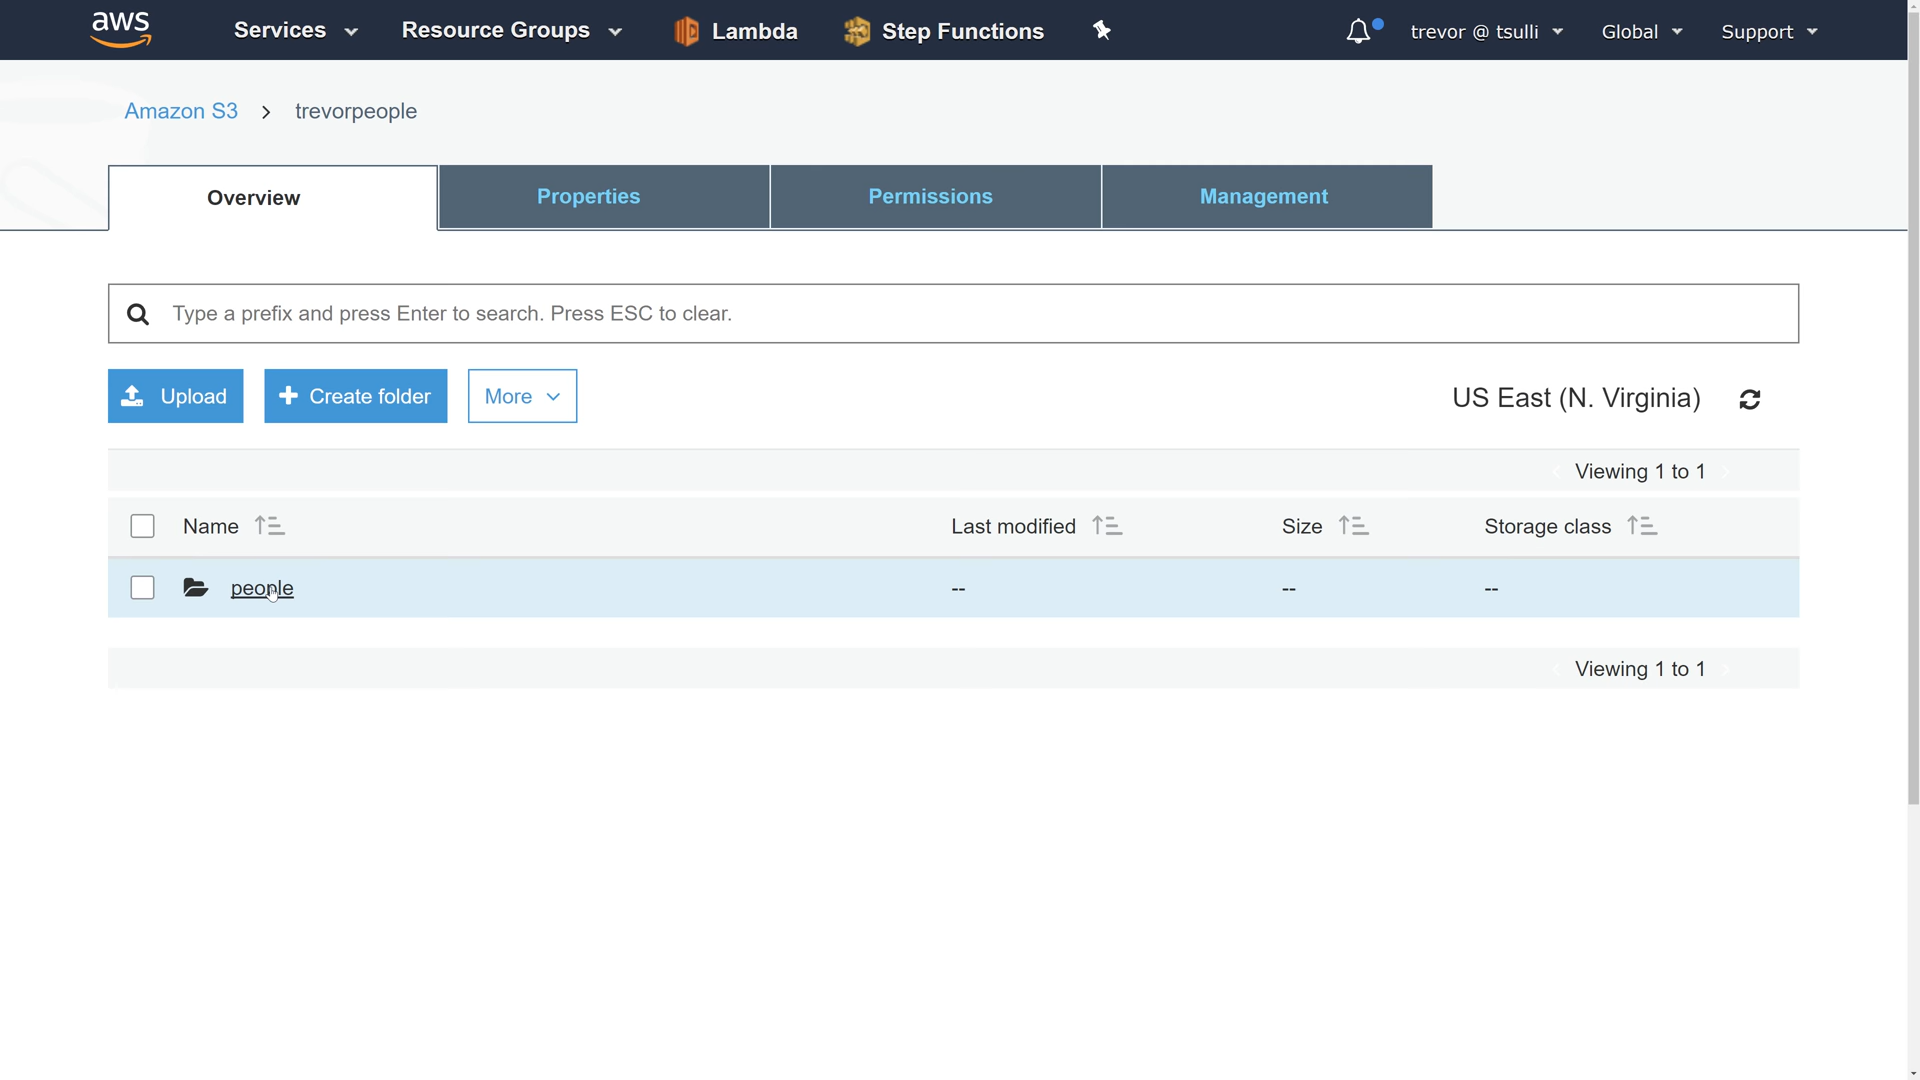 aws Services Resource Groups Lambda Step Functions trevor @ tsulli Global Support
Amazon S3 > trevorpeople
Overview Properties Permissions Management
Type a prefix and press Enter to search. Press ESC to clear.
Upload + Create folder More US East (N. Virginia)
Viewing 1 to 1
Name Last modified Size Storage class
people -- -- --
Viewing 1 to 1